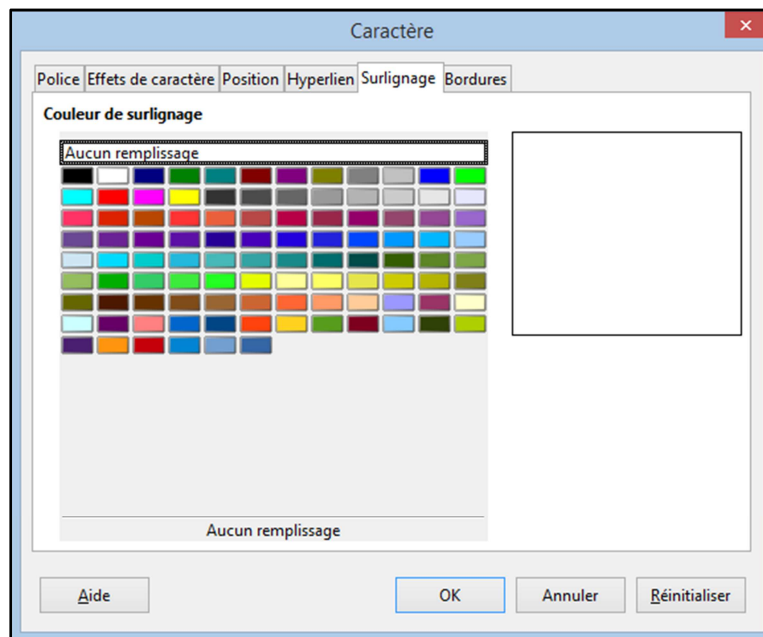 Caractère
Police Effets de caractère Position Hyperlien Surlignage Bordures
Couleur de surlignage
Aucun remplissage
Aucun remplissage
Aide OK Annuler Réinitialiser